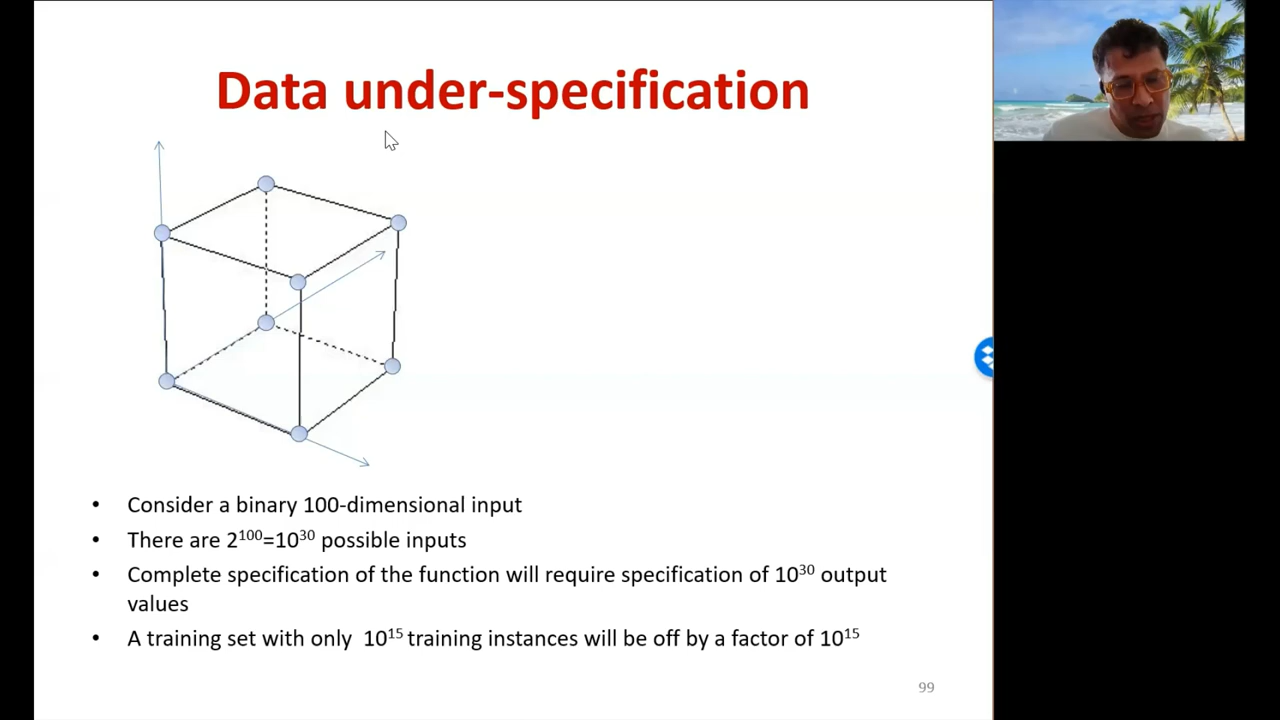 Data under-specification
• Consider a binary 100-dimensional input
• There are 2¹⁰⁰=10³⁰ possible inputs
• Complete specification of the function will require specification of 10³⁰ output
values
• A training set with only 10¹⁵ training instances will be off by a factor of 10¹⁵
99